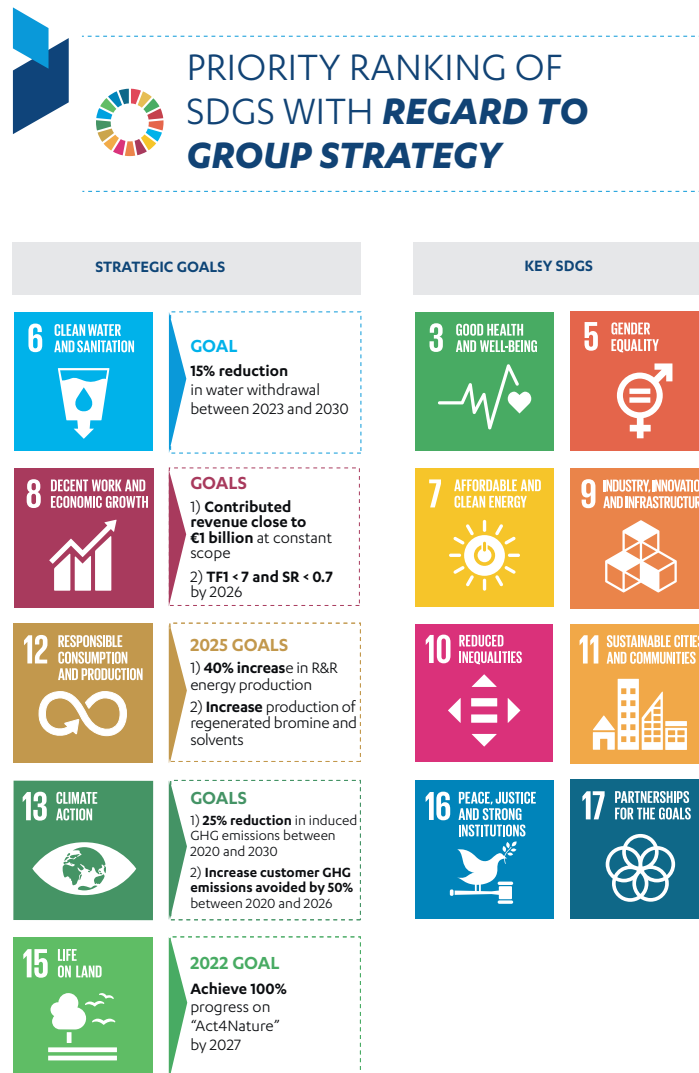 PRIORITY RANKING OF
SDGS WITH REGARD TO
GROUP STRATEGY
STRATEGIC GOALS
6 CLEAN WATER
AND SANITATION
GOAL
15% reduction
in water withdrawal
between 2023 and 2030
8 DECENT WORK AND
ECONOMIC GROWTH
GOALS
1) Contributed
revenue close to
€1 billion at constant
scope
2) TF1 < 7 and SR < 0.7
by 2026
12 RESPONSIBLE
CONSUMPTION
AND PRODUCTION
2025 GOALS
1) 40% increase in R&R
energy production
2) Increase production of
regenerated bromine and
solvents
13 CLIMATE
ACTION
GOALS
1) 25% reduction in induced
GHG emissions between
2020 and 2030
2) Increase customer GHG
emissions avoided by 50%
between 2020 and 2026
15 LIFE
ON LAND
2022 GOAL
Achieve 100%
progress on
“Act4Nature”
by 2027
KEY SDGS
3 GOOD HEALTH
AND WELL-BEING
5 GENDER
EQUALITY
7 AFFORDABLE AND
CLEAN ENERGY
9 INDUSTRY, INNOVATIO
AND INFRASTRUCTUR
10 REDUCED
INEQUALITIES
11 SUSTAINABLE CITIE
AND COMMUNITIES
16 PEACE, JUSTICE
AND STRONG
INSTITUTIONS
17 PARTNERSHIPS
FOR THE GOALS